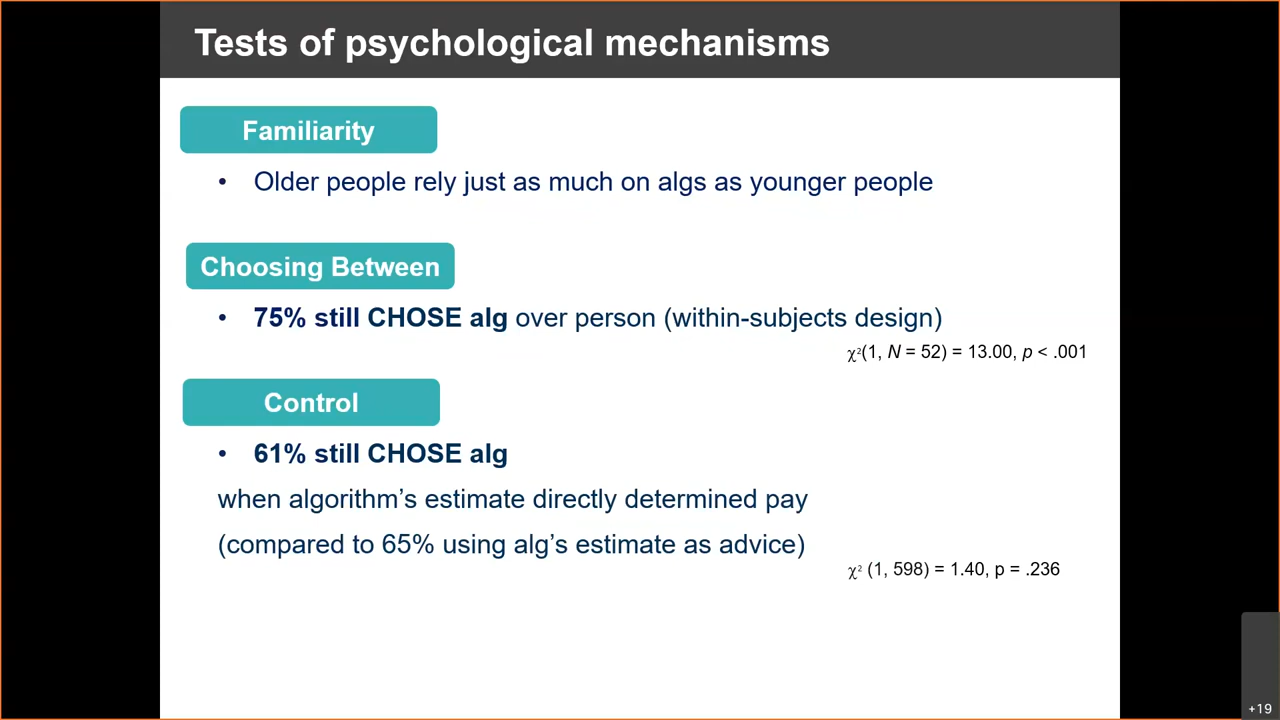 Tests of psychological mechanisms
Familiarity
• Older people rely just as much on algs as younger people
Choosing Between
• 75% still CHOSE alg over person (within-subjects design)
χ²(1, N = 52) = 13.00, p < .001
Control
• 61% still CHOSE alg
when algorithm’s estimate directly determined pay
(compared to 65% using alg’s estimate as advice)
χ² (1, 598) = 1.40, p = .236
+19